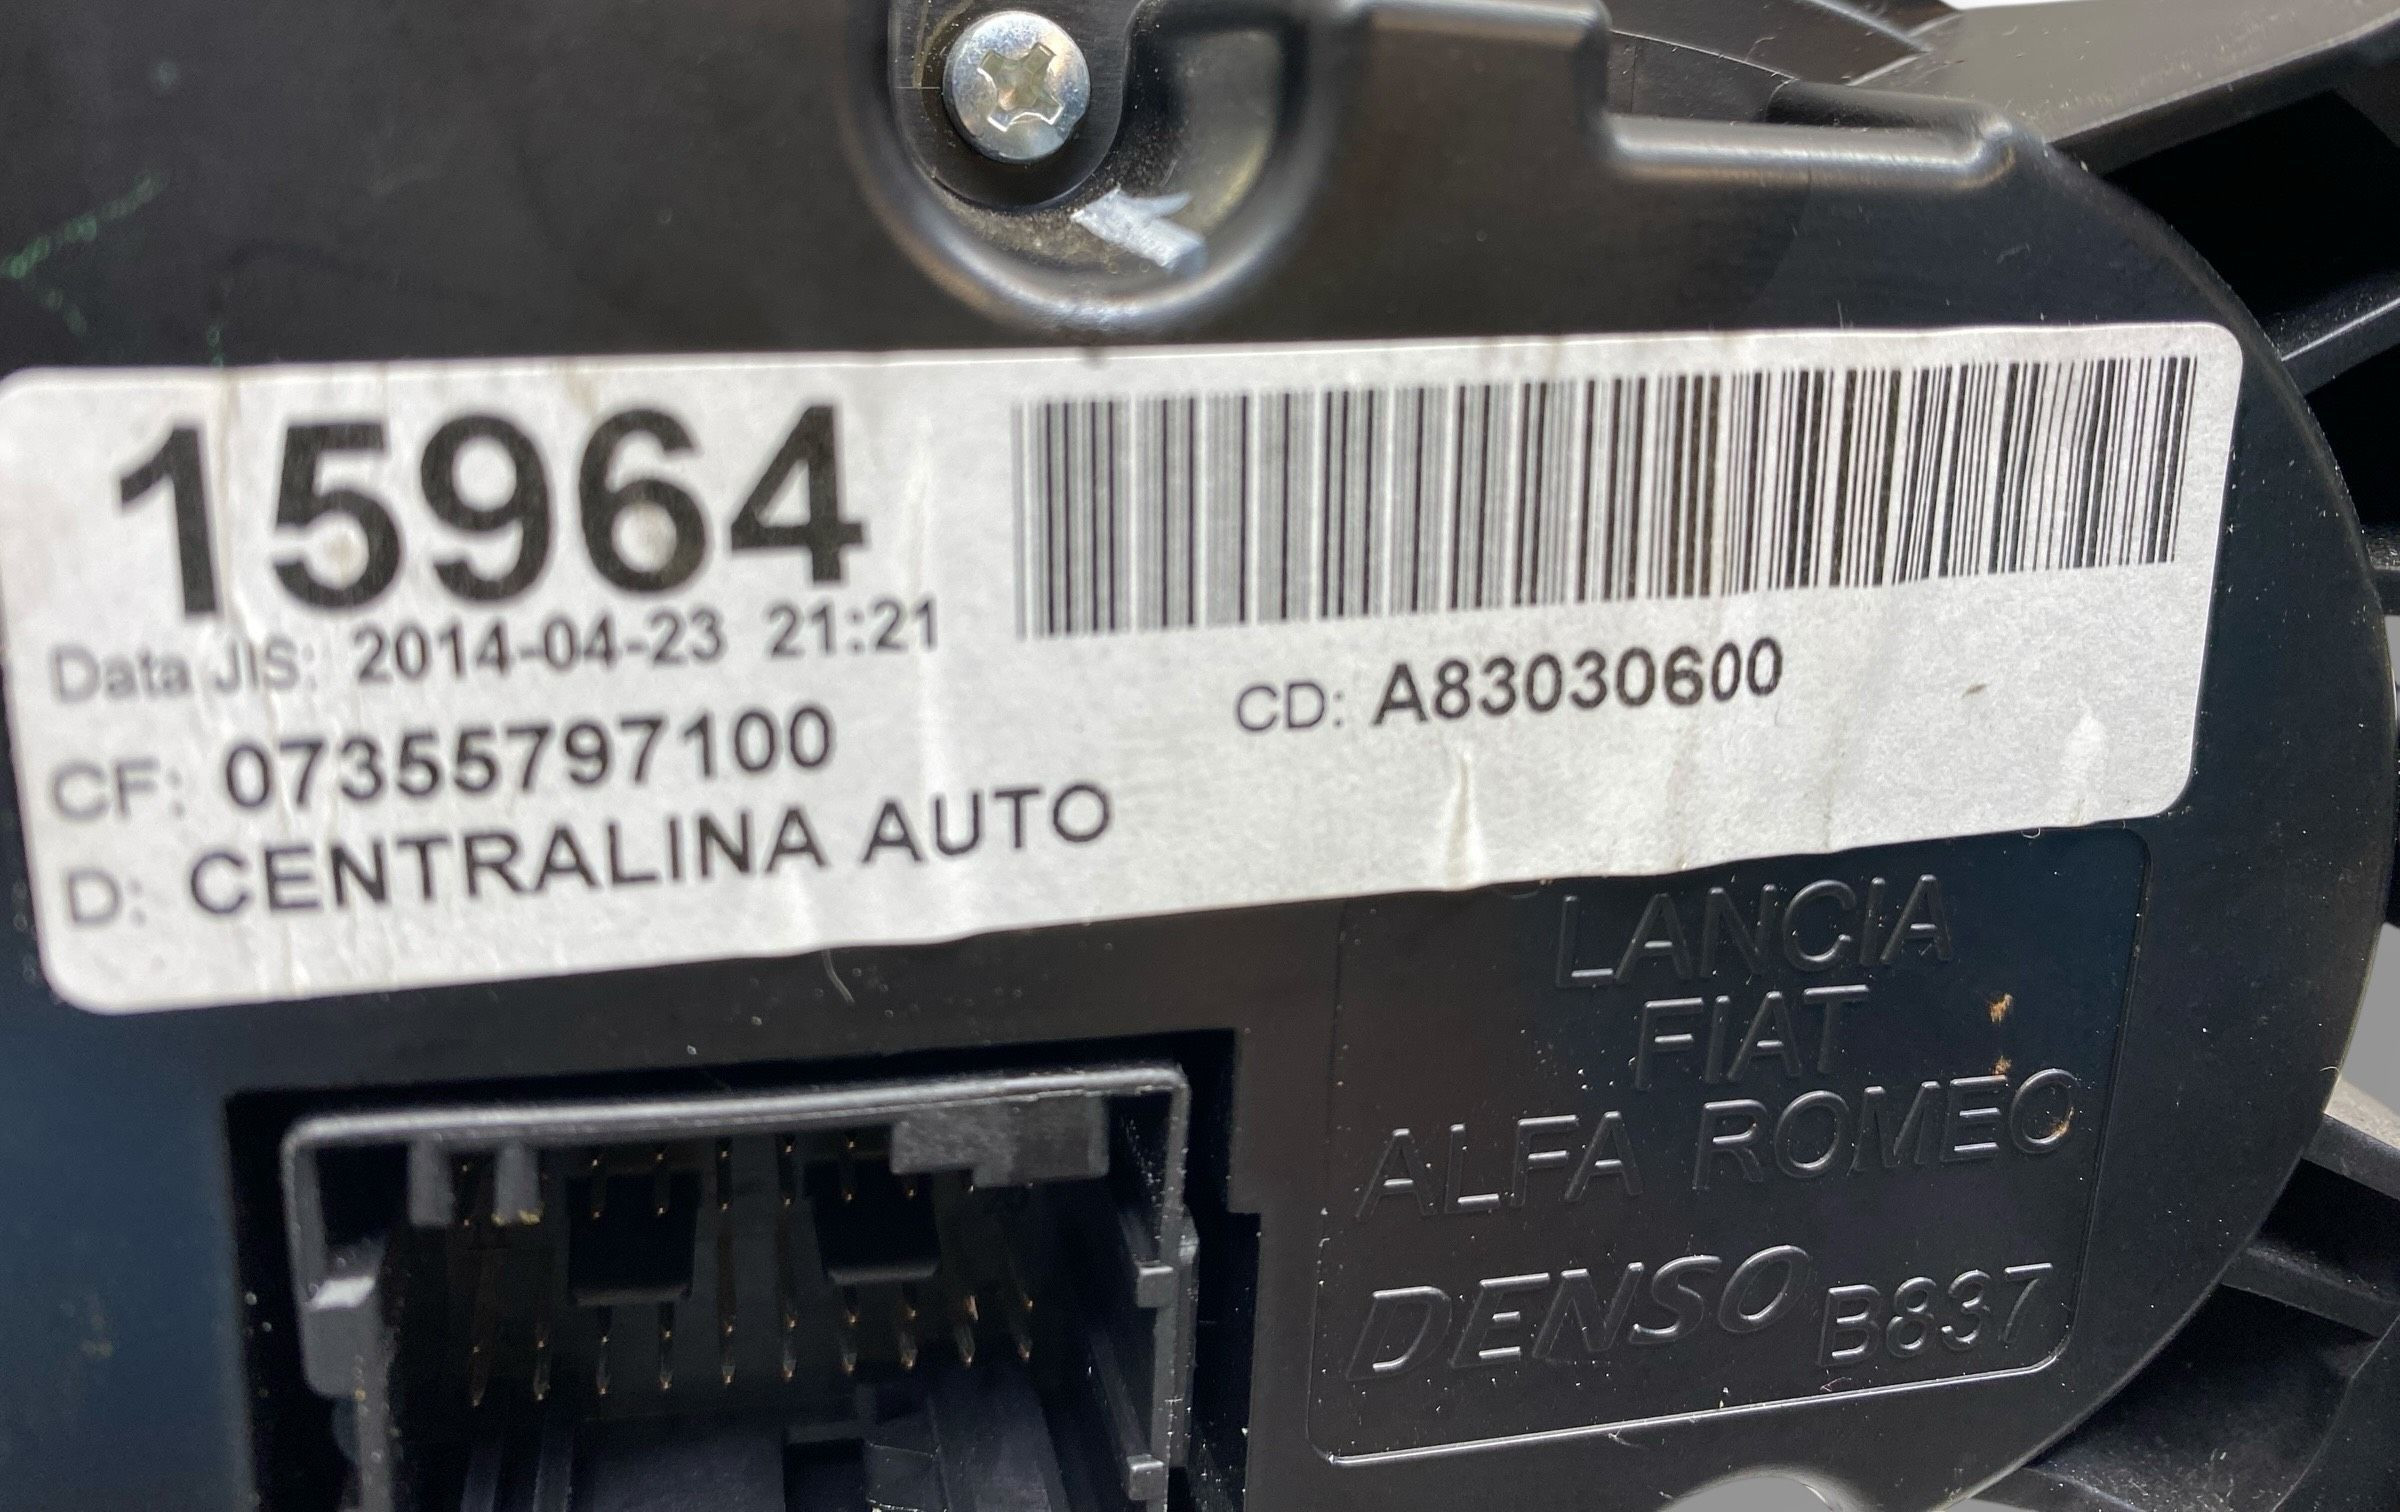 15964
Data JIS: 2014-04-23 21:21
CF: 07355797100
CD: A83030600
D: CENTRALINA AUTO
LANCIA
FIAT
ALFA ROMEO
DENSO B837